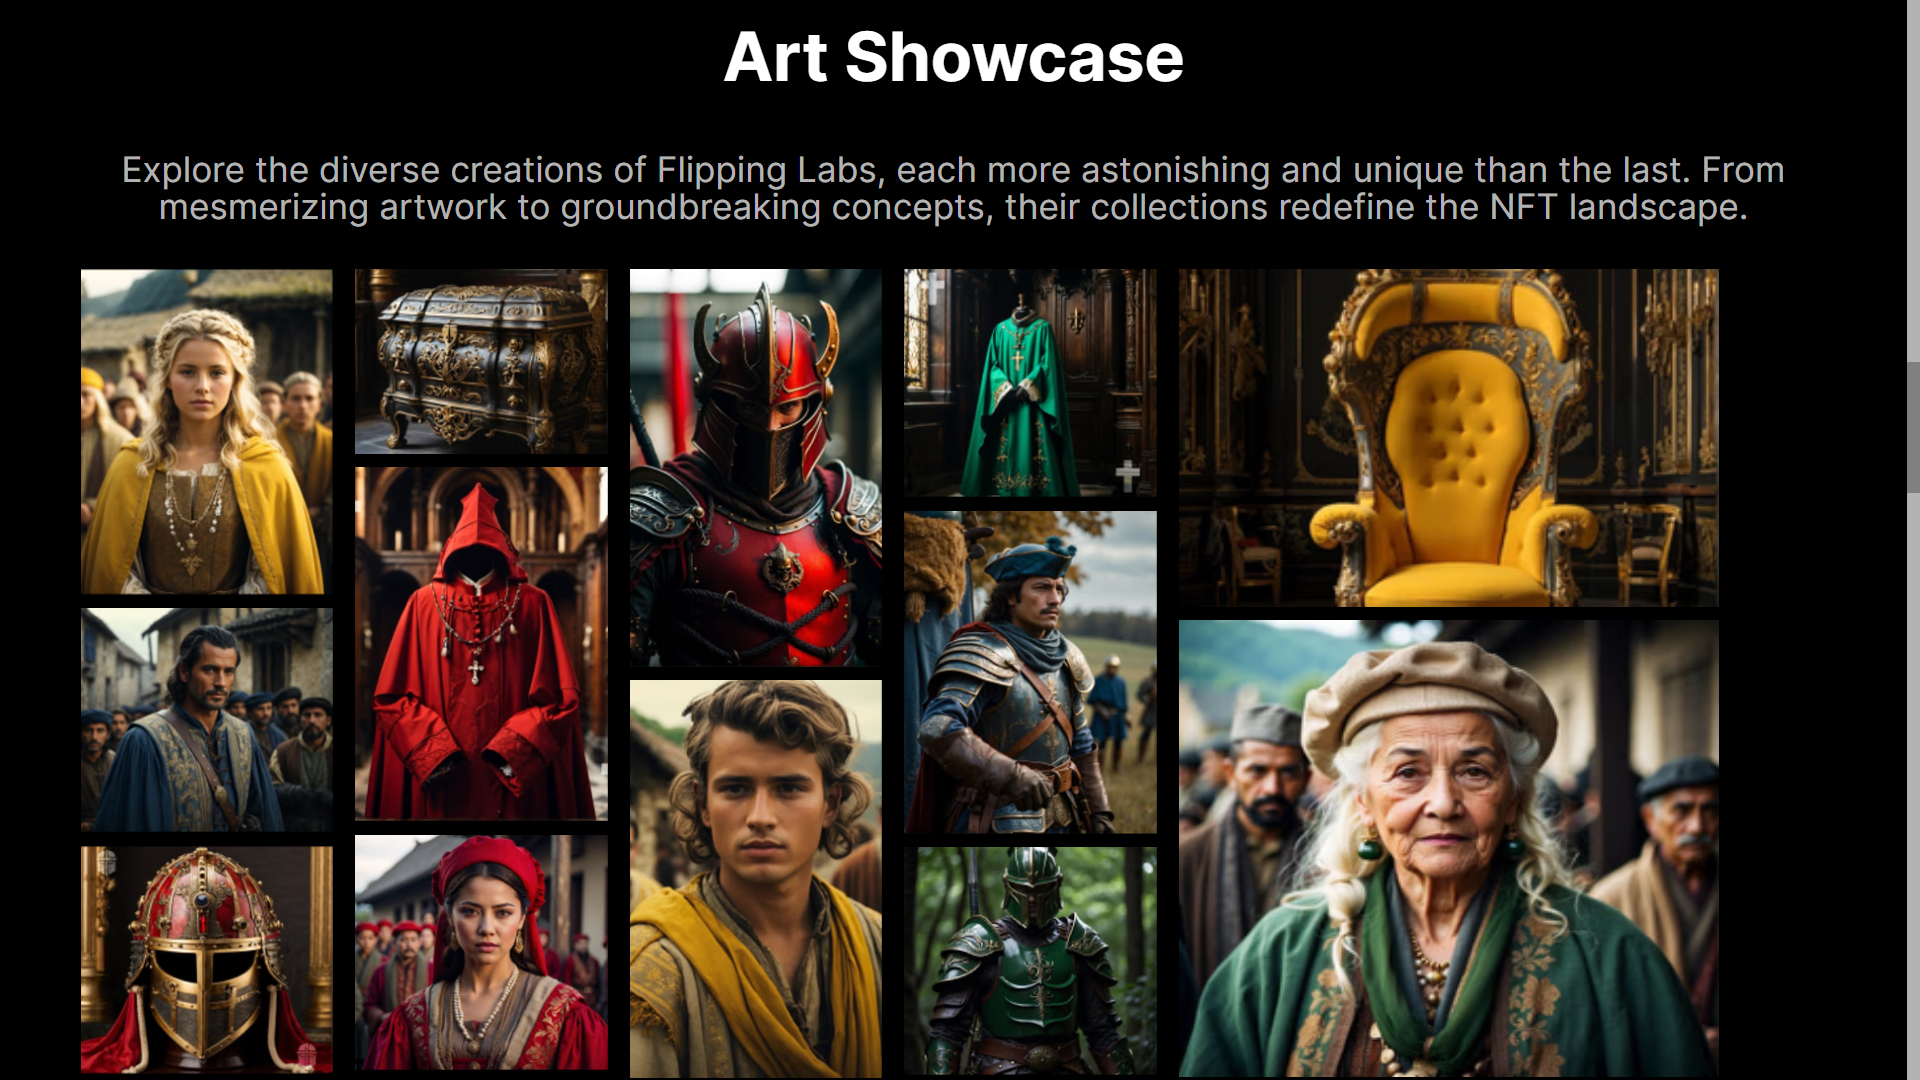 Art Showcase
Explore the diverse creations of Flipping Labs, each more astonishing and unique than the last. From
mesmerizing artwork to groundbreaking concepts, their collections redefine the NFT landscape.